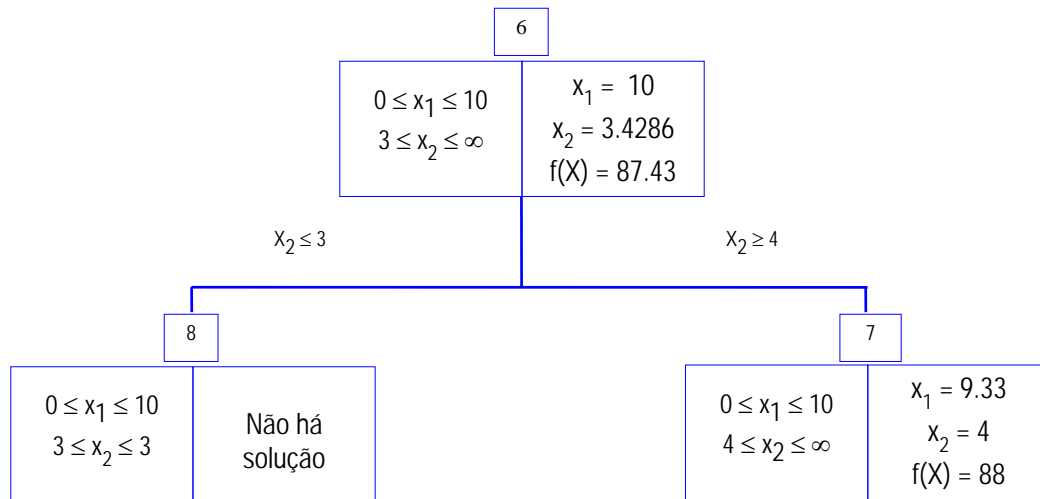 6
0 ≤ x₁ ≤ 10
3 ≤ x₂ ≤ ∞
x₁ = 10
x₂ = 3.4286
f(X) = 87.43
X₂ ≤ 3
X₂ ≥ 4
8
0 ≤ x₁ ≤ 10
3 ≤ x₂ ≤ 3
Não há
solução
7
0 ≤ x₁ ≤ 10
4 ≤ x₂ ≤ ∞
x₁ = 9.33
x₂ = 4
f(X) = 88